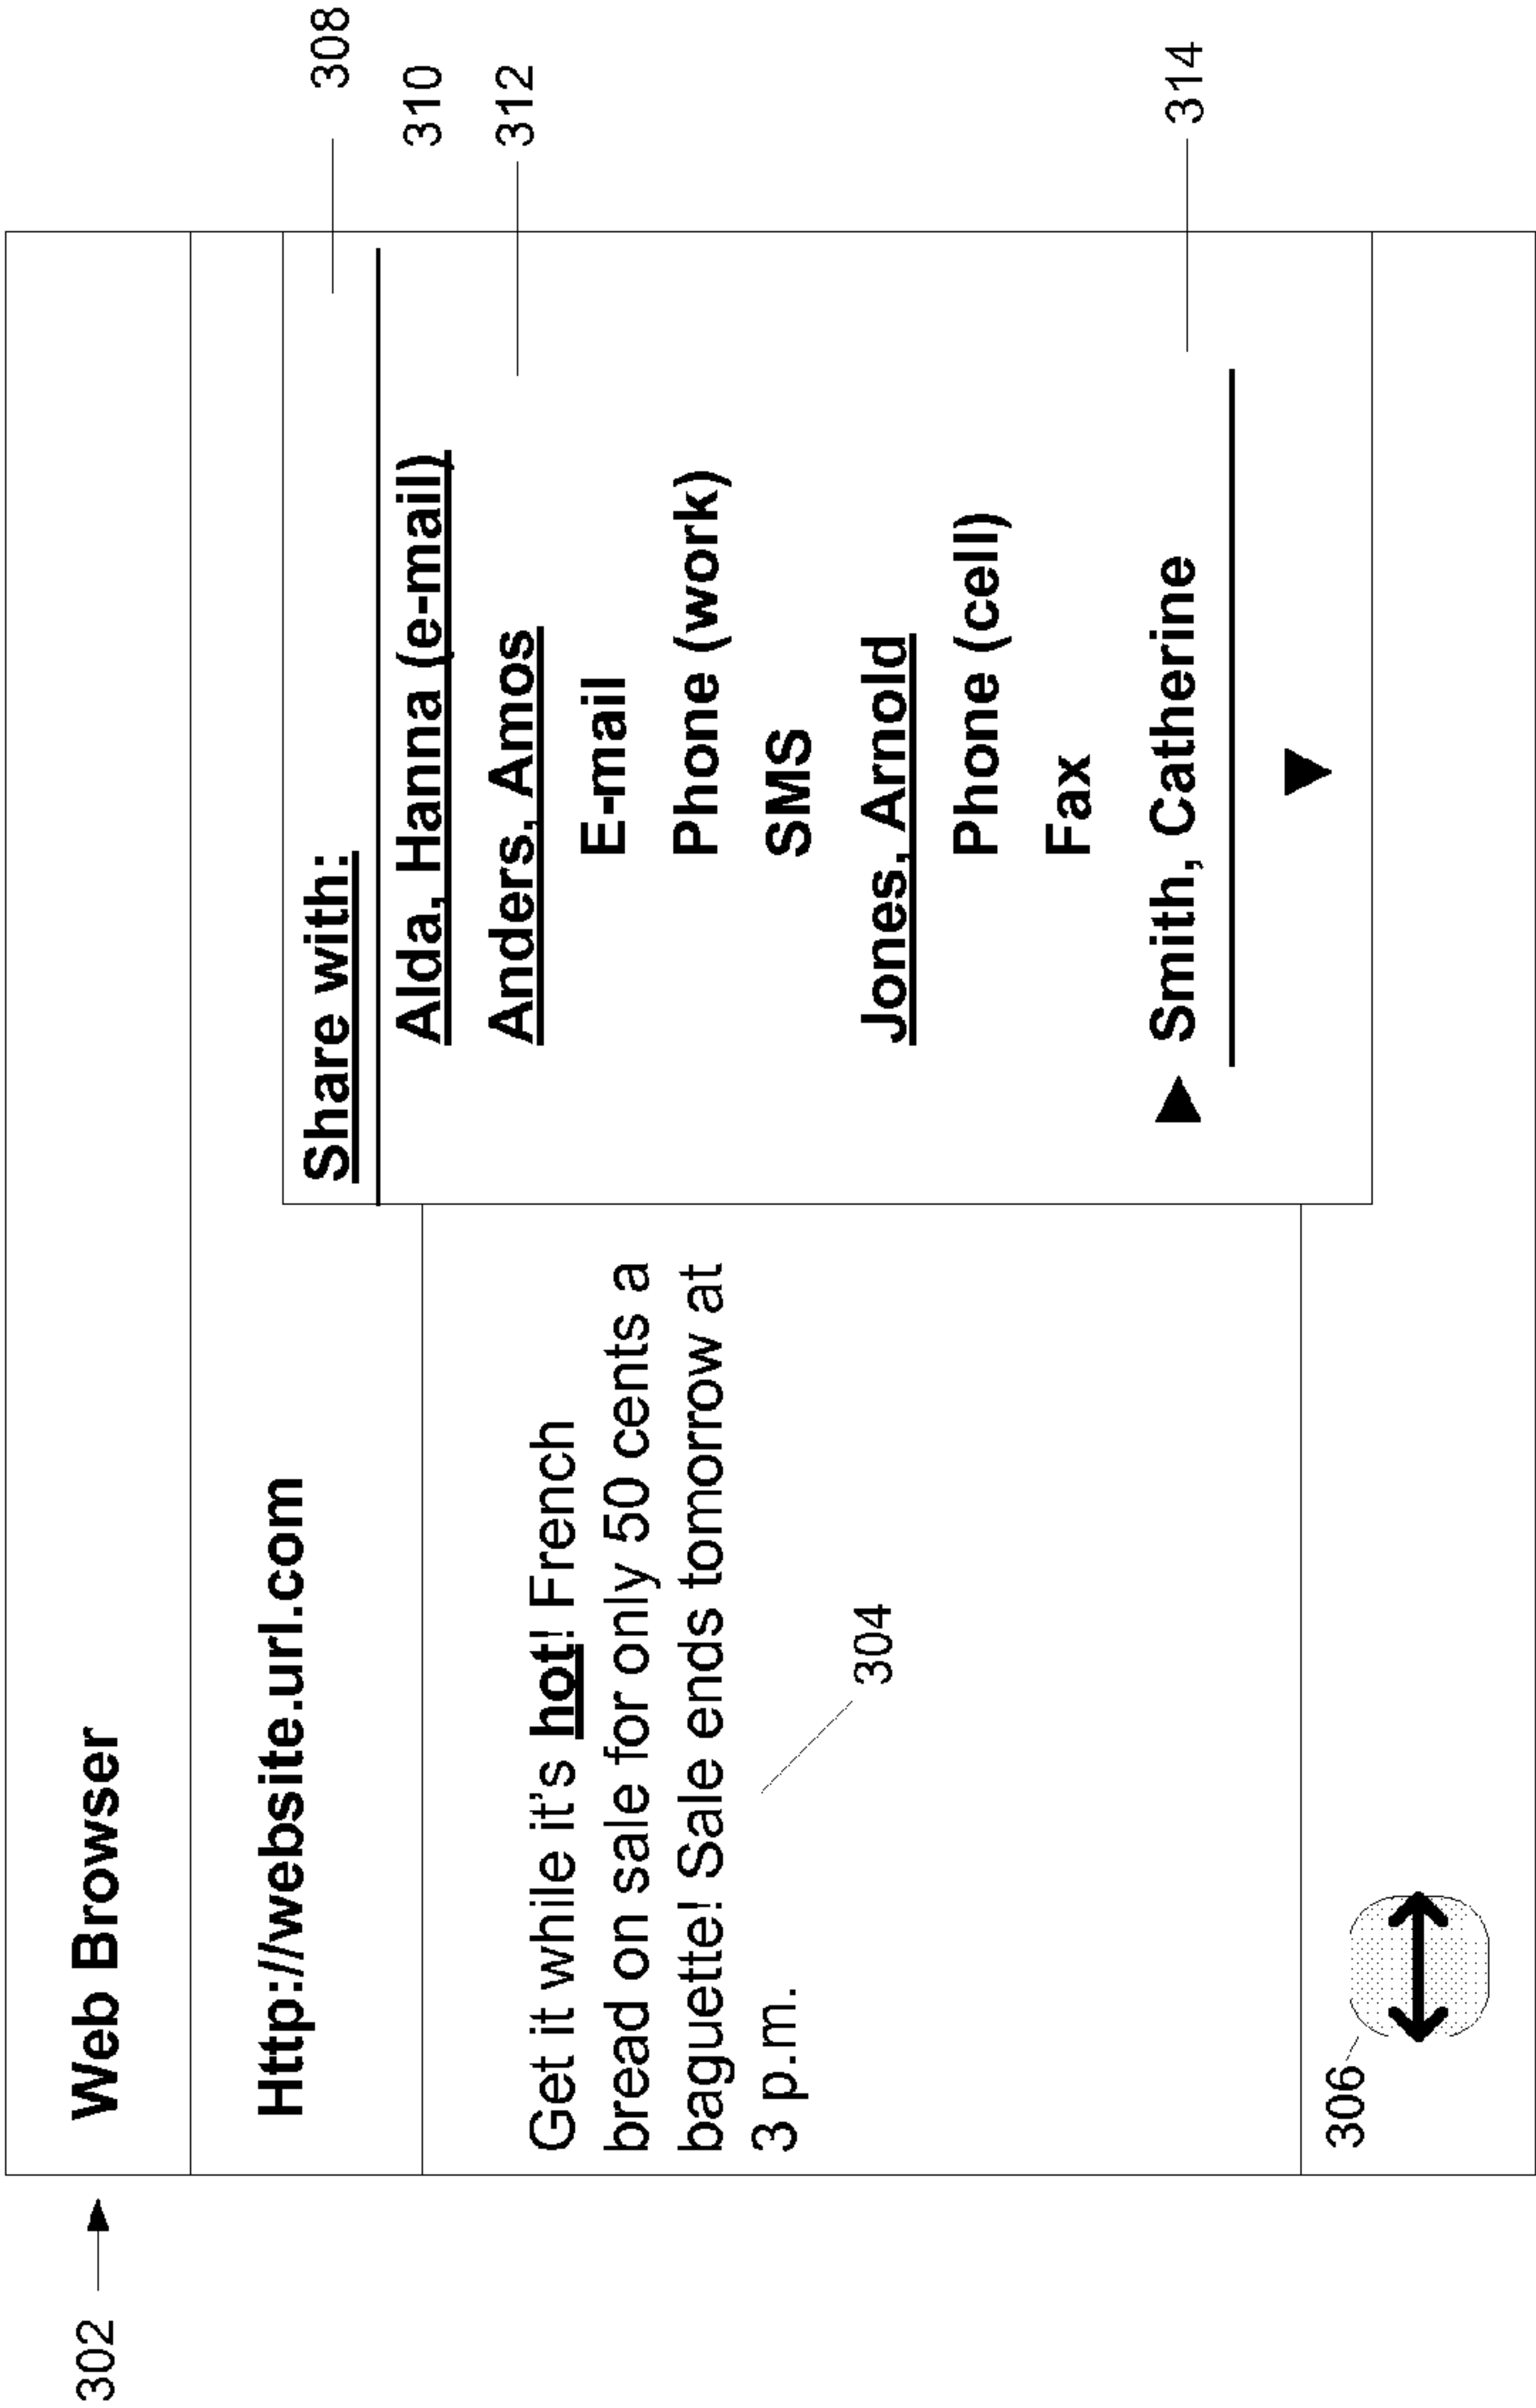 302
Web Browser
Http://website.url.com
Get it while it's hot! French
bread on sale for only 50 cents a
baguette! Sale ends tomorrow at
3 p.m.
304
306
Share with:
308
Alda, Hanna (e-mail)
310
Anders, Amos
312
E-mail
Phone (work)
SMS
Jones, Arnold
Phone (cell)
Fax
Smith, Catherine
314